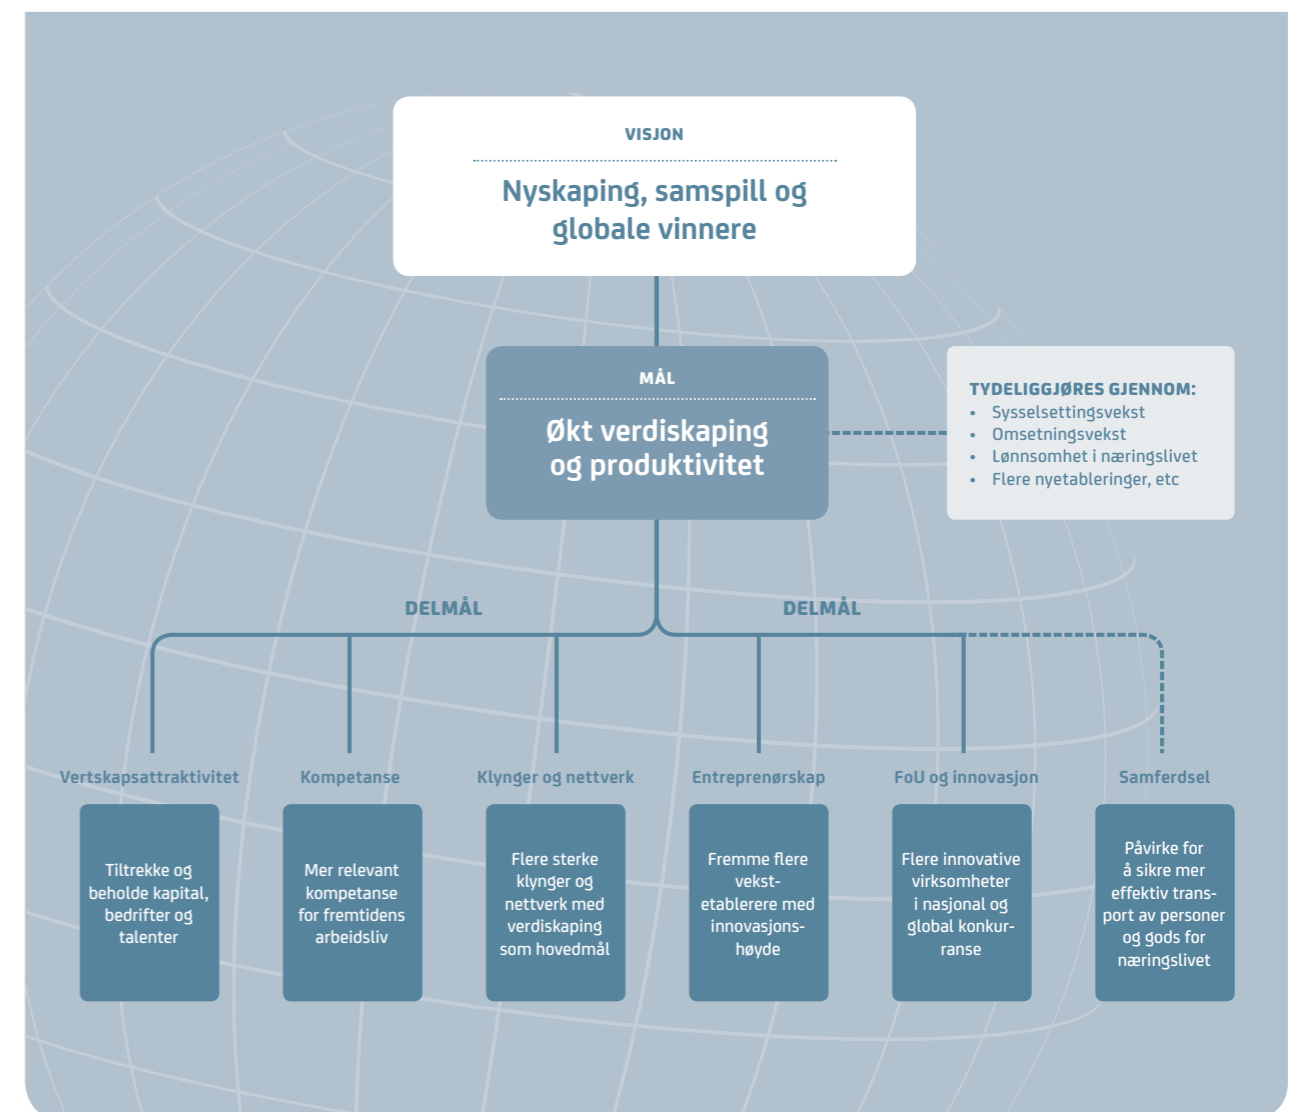 VISJON
Nyskaping, samspill og
globale vinnere
MÅL
Økt verdiskaping
og produktivitet
TYDELIGGJØRES GJENNOM:
• Sysselsettingsvekst
• Omsetningsvekst
• Lønnsomhet i næringslivet
• Flere nyetableringer, etc
DELMÅL
DELMÅL
Vertskapsattraktivitet
Tiltrekke og
beholde kapital,
bedrifter og
talenter
Kompetanse
Mer relevant
kompetanse
for fremtidens
arbeidsliv
Klynger og nettverk
Flere sterke
klynger og
nettverk med
verdiskaping
som hovedmål
Entreprenørskap
Fremme flere
vekst-
etablerere med
innovasjons-
høyde
FoU og innovasjon
Flere innovative
virksomheter
i nasjonal og
global konkur-
ranse
Samferdsel
Påvirke for
å sikre mer
effektiv trans-
port av personer
og gods for
næringslivet